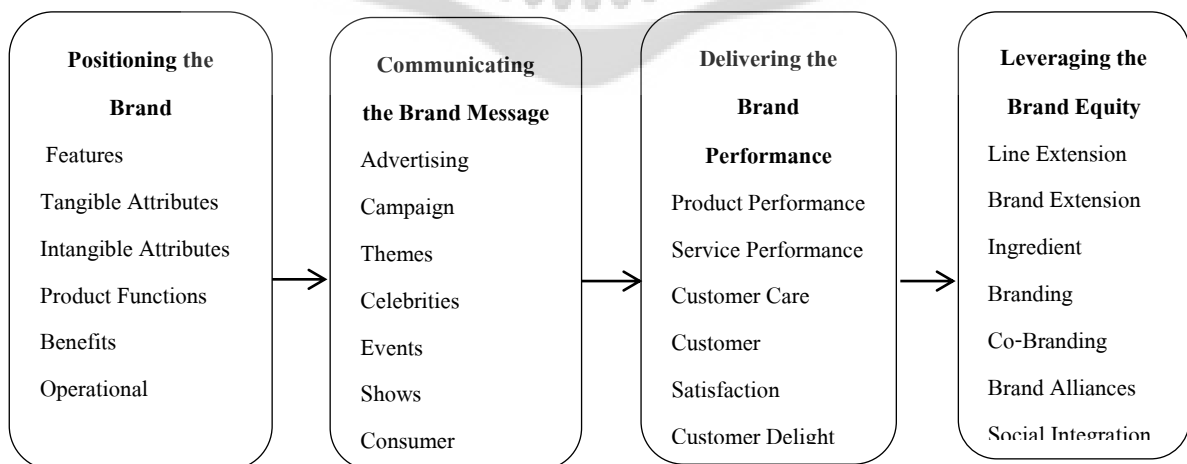 Positioning the
Brand
Features
Tangible Attributes
Intangible Attributes
Product Functions
Benefits
Operational
Communicating
the Brand Message
Advertising
Campaign
Themes
Celebrities
Events
Shows
Consumer
Delivering the
Brand
Performance
Product Performance
Service Performance
Customer Care
Customer
Satisfaction
Customer Delight
Leveraging the
Brand Equity
Line Extension
Brand Extension
Ingredient
Branding
Co-Branding
Brand Alliances
Social Integration